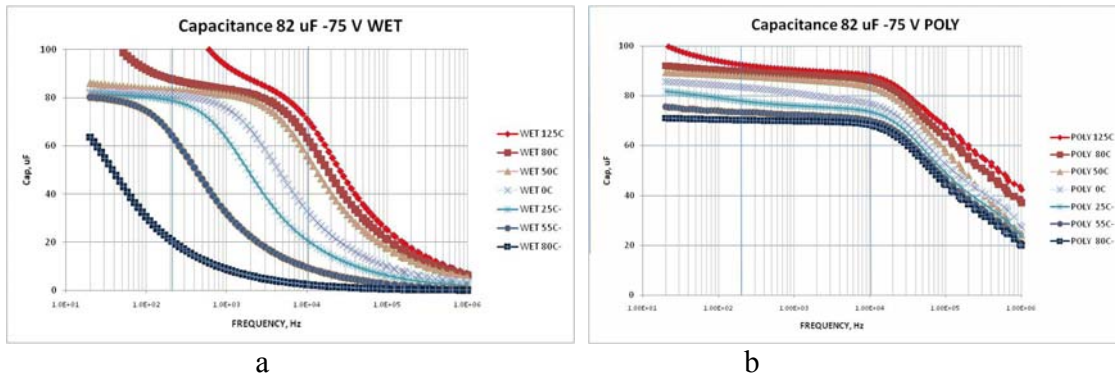 Capacitance 82 uF -75 V WET
100
80
60
40
20
0
Cap, uF
1.0E+01 1.0E+02 1.0E+03 1.0E+04 1.0E+05 1.0E+06
FREQUENCY, Hz
WET 125C
WET 80C
WET 50C
WET 0C
WET 25C-
WET 55C-
WET 80C-
a
Capacitance 82 uF -75 V POLY
100
80
60
40
20
0
Cap, uF
1.00E+01 1.00E+02 1.00E+03 1.00E+04 1.00E+05 1.00E+06
FREQUENCY, Hz
POLY 125C
POLY 80C
POLY 50C
POLY 0C
POLY 25C-
POLY 55C-
POLY 80C-
b